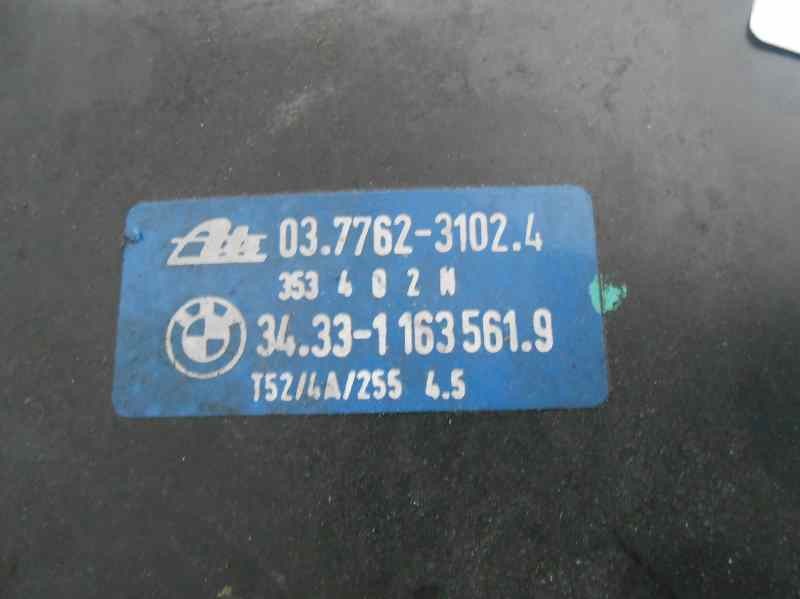 Ate 03.7762-3102.4
353 4 0 2 N
34.33-1 163 561.9
T52/4A/255 4.5